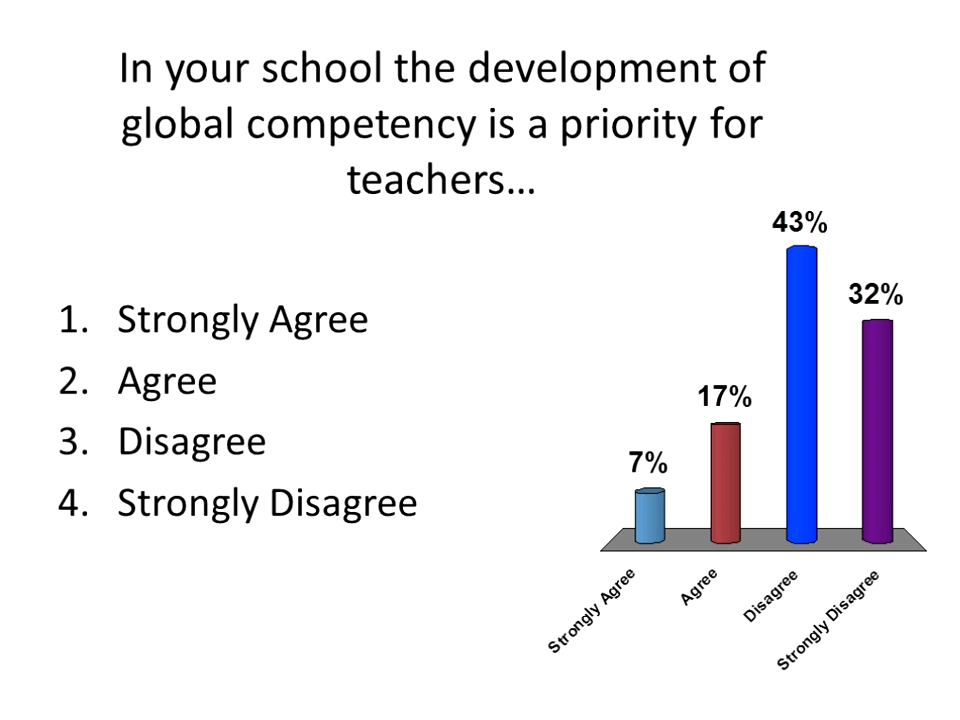 In your school the development of
global competency is a priority for
teachers…
1. Strongly Agree
2. Agree
3. Disagree
4. Strongly Disagree
7%
17%
43%
32%
Strongly Agree
Agree
Disagree
Strongly Disagree